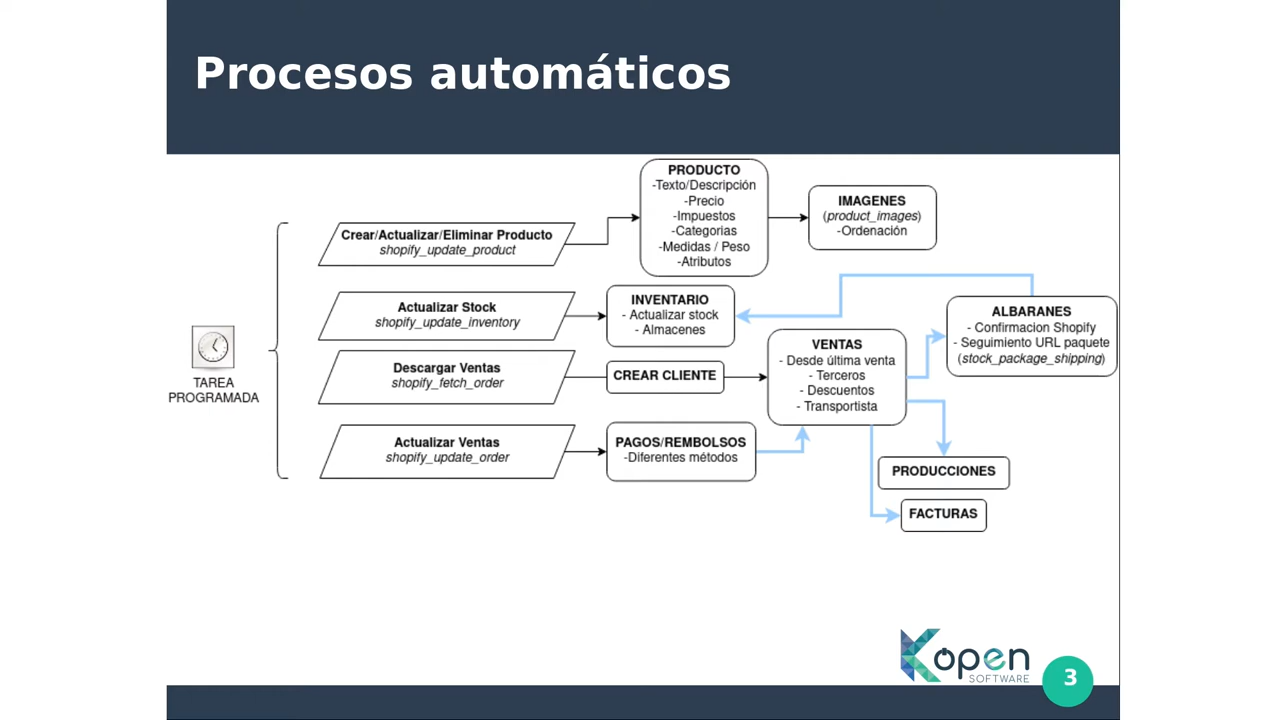 Procesos automáticos
TAREA
PROGRAMADA
Crear/Actualizar/Eliminar Producto
shopify_update_product
PRODUCTO
-Texto/Descripción
-Precio
-Impuestos
-Categorias
-Medidas / Peso
-Atributos
IMAGENES
(product_images)
-Ordenación
Actualizar Stock
shopify_update_inventory
INVENTARIO
- Actualizar stock
- Almacenes
Descargar Ventas
shopify_fetch_order
CREAR CLIENTE
VENTAS
- Desde última venta
- Terceros
- Descuentos
- Transportista
ALBARANES
- Confirmacion Shopify
- Seguimiento URL paquete
(stock_package_shipping)
Actualizar Ventas
shopify_update_order
PAGOS/REMBOLSOS
-Diferentes métodos
PRODUCCIONES
FACTURAS
Kopen
SOFTWARE
3